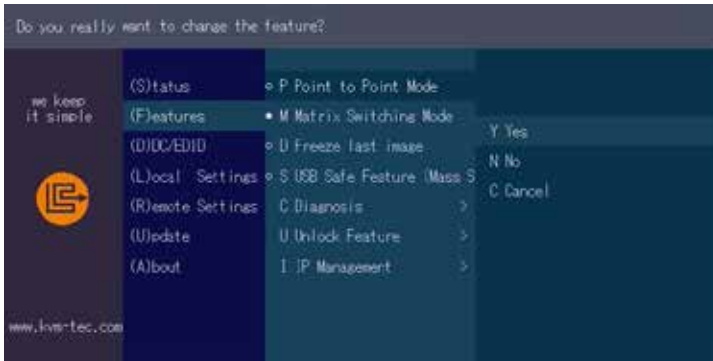 Do you really want to change the feature?
we keep
it simple
www.kvm-tec.com
(S)tatus
(F)eatures
(D)DC/EDID
(L)ocal Settings
(R)emote Settings
(U)pdate
(A)bout
P Point to Point Mode
M Matrix Switching Mode
D Freeze last image
S USB Safe Feature (Mass S
C Diagnosis >
U Unlock Feature >
I IP Management >
Y Yes
N No
C Cancel